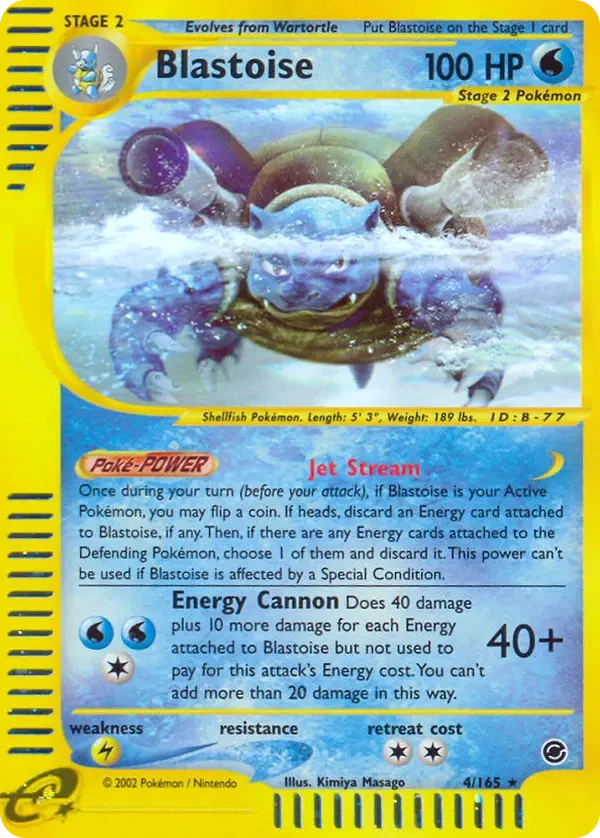 STAGE 2
Evolves from Wartortle
Put Blastoise on the Stage 1 card
Blastoise
100 HP
Stage 2 Pokémon
Shellfish Pokémon. Length: 5' 3", Weight: 189 lbs. ID:B-77
Poké-POWER
Jet Stream
Once during your turn (before your attack), if Blastoise is your Active
Pokémon, you may flip a coin. If heads, discard an Energy card attached
to Blastoise, if any. Then, if there are any Energy cards attached to the
Defending Pokémon, choose 1 of them and discard it. This power can't
be used if Blastoise is affected by a Special Condition.
Energy Cannon Does 40 damage
plus 10 more damage for each Energy
attached to Blastoise but not used to
pay for this attack's Energy cost. You can't
add more than 20 damage in this way.
40+
weakness
resistance
retreat cost
© 2002 Pokémon / Nintendo
Illus. Kimiya Masago
4/165 ★
e